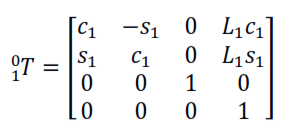 ⁰₁T = [c₁ −s₁ 0 L₁c₁
s₁ c₁ 0 L₁s₁
0 0 1 0
0 0 0 1]